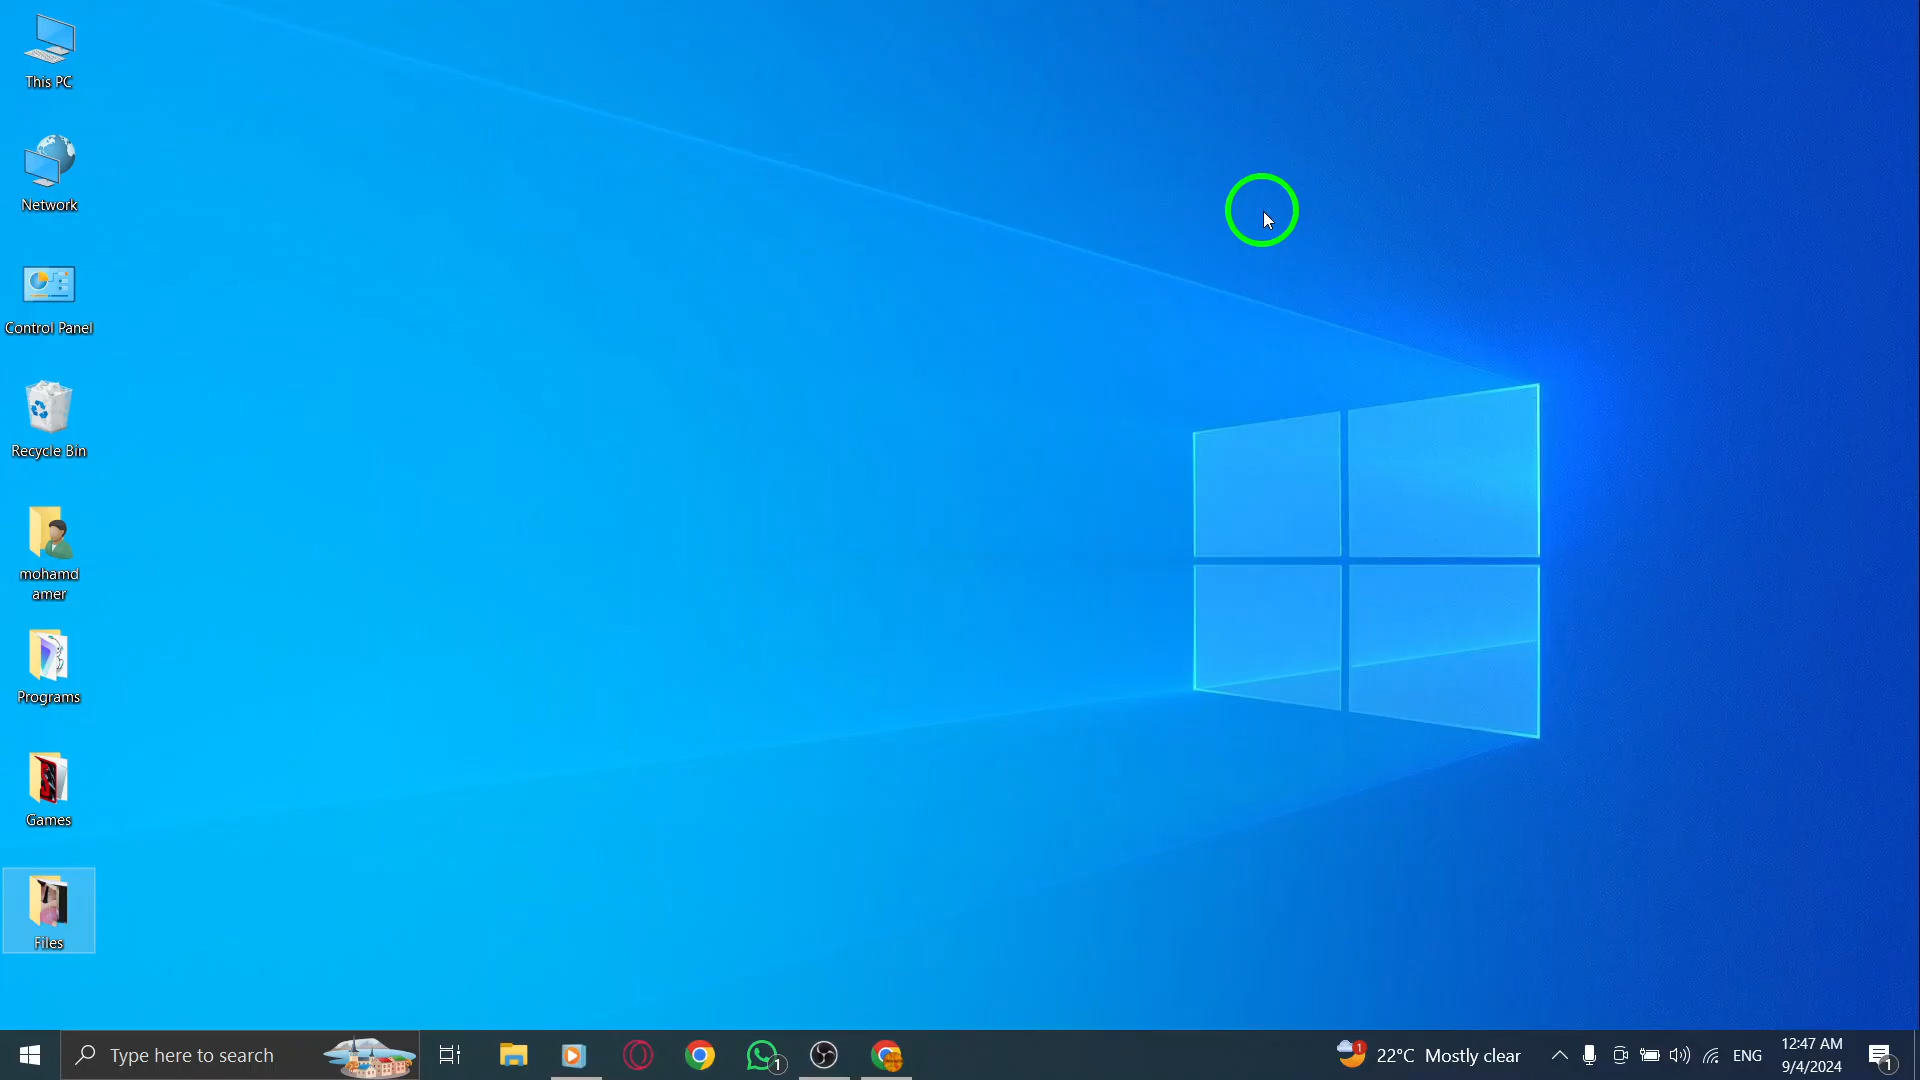 This PC
Network
Control Panel
Recycle Bin
mohamd
amer
Programs
Games
Files
Type here to search
1
1
22°C Mostly clear
ENG
12:47 AM
9/4/2024
1